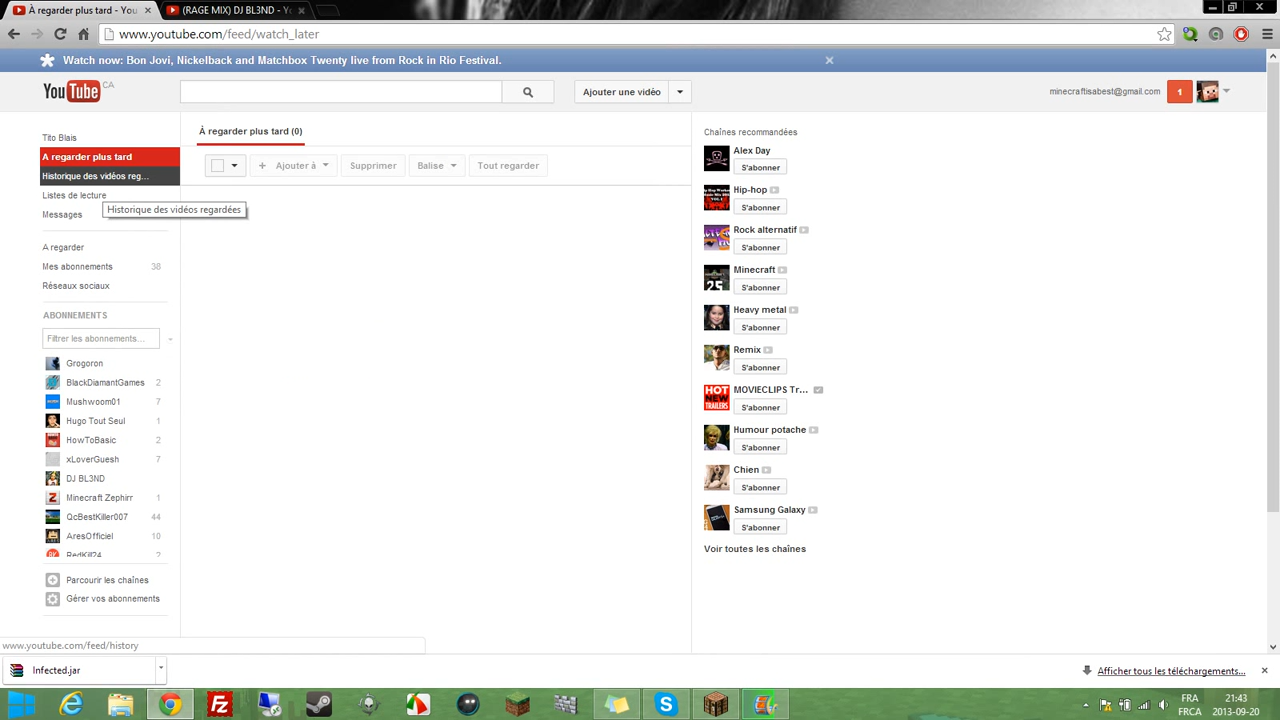 À regarder plus tard - You
(RAGE MIX) DJ BL3ND - Yo
www.youtube.com/feed/watch_later
Watch now: Bon Jovi, Nickelback and Matchbox Twenty live from Rock in Rio Festival.
YouTube CA
Ajouter une vidéo
minecraftisabest@gmail.com
1
Tito Blais
À regarder plus tard
Historique des vidéos reg...
Listes de lecture
Historique des vidéos regardées
Messages
A regarder
Mes abonnements 38
Réseaux sociaux
ABONNEMENTS
Filtrer les abonnements...
Grogoron
BlackDiamantGames 2
Mushwoom01 7
Hugo Tout Seul 1
HowToBasic 2
xLoverGuesh 7
DJ BL3ND
Minecraft Zephirr 1
QcBestKiller007 44
AresOfficiel 10
RedKill24 2
Parcourir les chaînes
Gérer vos abonnements
À regarder plus tard (0)
Ajouter à
Supprimer
Balise
Tout regarder
Chaînes recommandées
Alex Day
S'abonner
Hip-hop
S'abonner
Rock alternatif
S'abonner
Minecraft
S'abonner
25
Heavy metal
S'abonner
Remix
S'abonner
MOVIECLIPS Tr...
S'abonner
HOT NEW TRAILERS
Humour potache
S'abonner
Chien
S'abonner
Samsung Galaxy
S'abonner
Voir toutes les chaînes
www.youtube.com/feed/history
Infected.jar
Afficher tous les téléchargements...
FRA
FRCA
21:43
2013-09-20